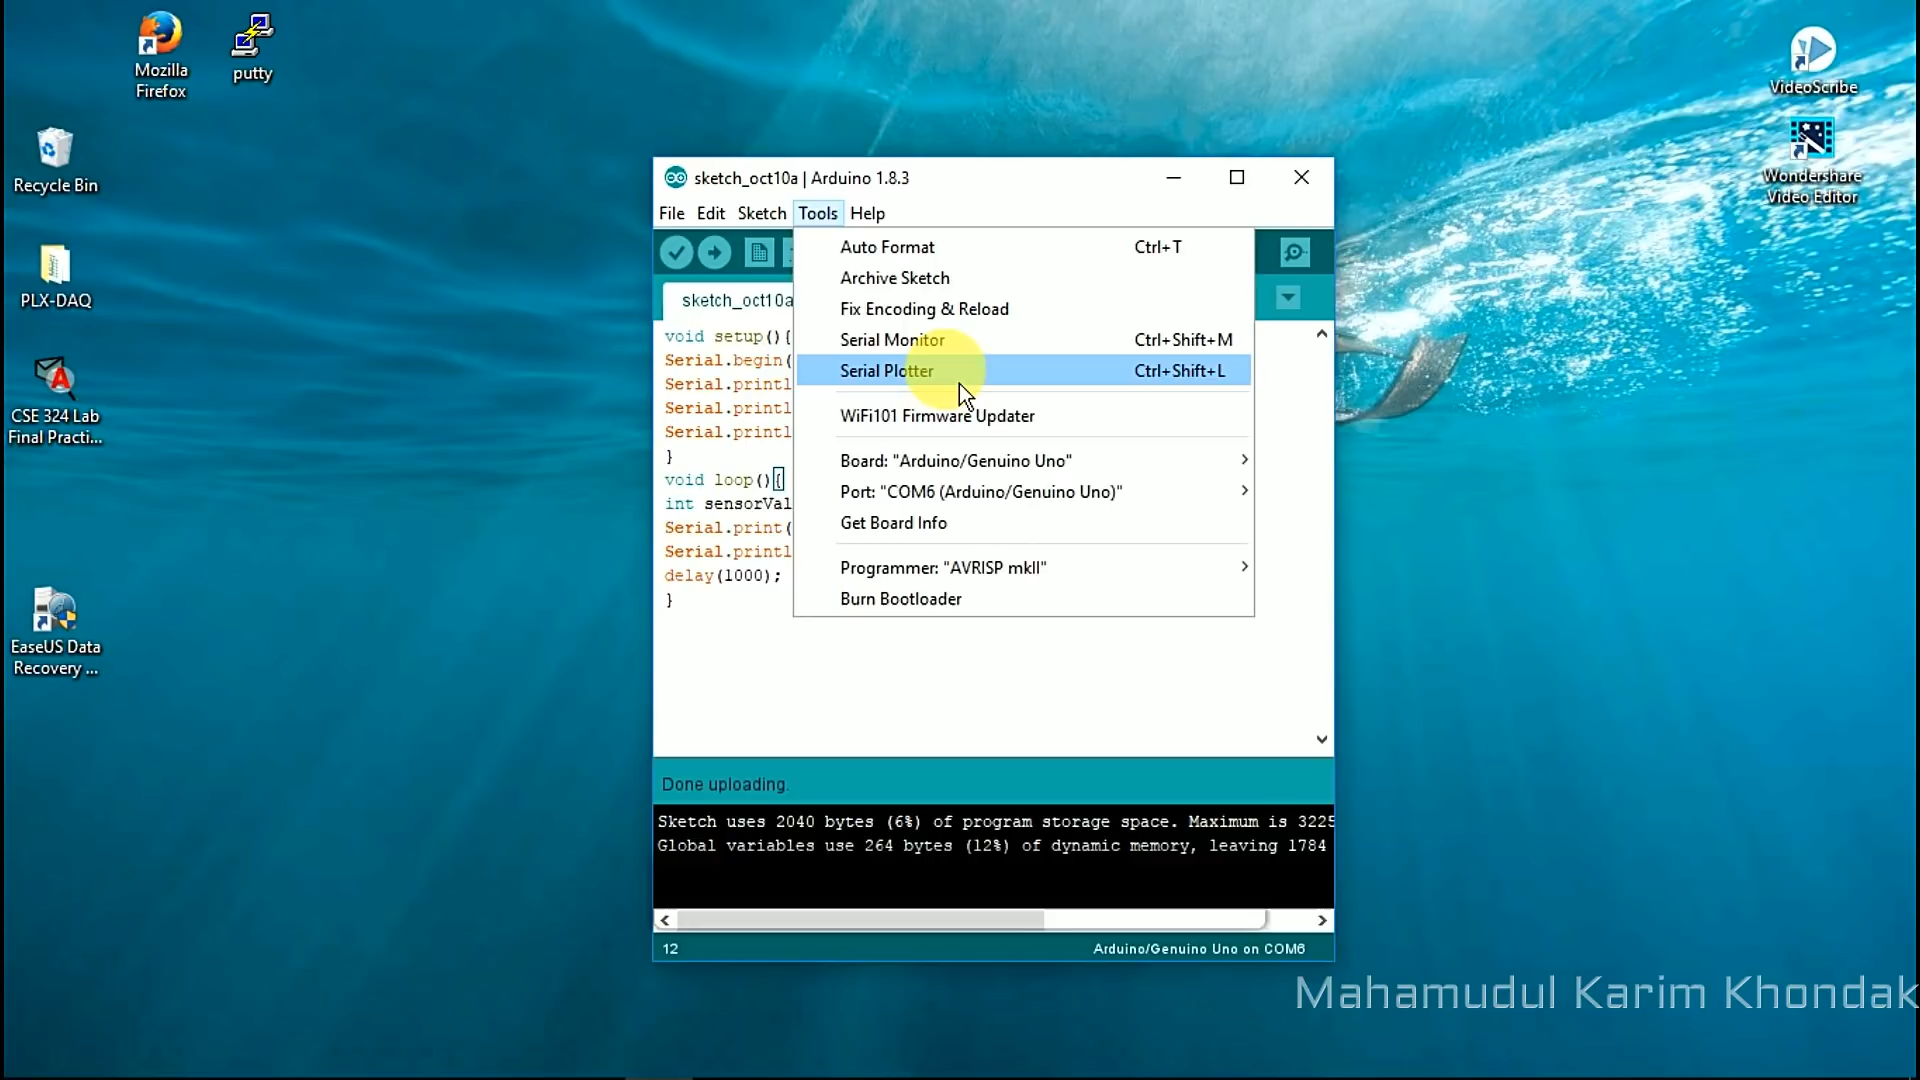 Mozilla
Firefox
putty
Recycle Bin
PLX-DAQ
CSE 324 Lab
Final Practi...
EaseUS Data
Recovery ...
VideoScribe
Wondershare
Video Editor
sketch_oct10a | Arduino 1.8.3
File Edit Sketch Tools Help
Auto Format Ctrl+T
Archive Sketch
Fix Encoding & Reload
Serial Monitor Ctrl+Shift+M
Serial Plotter Ctrl+Shift+L
WiFi101 Firmware Updater
Board: "Arduino/Genuino Uno"
Port: "COM6 (Arduino/Genuino Uno)"
Get Board Info
Programmer: "AVRISP mkII"
Burn Bootloader
sketch_oct10a
void setup(){
Serial.begin(
Serial.printl
Serial.printl
Serial.printl
}
void loop(){
int sensorVal
Serial.print(
Serial.printl
delay(1000);
}
Done uploading.
Sketch uses 2040 bytes (6%) of program storage space. Maximum is 3225
Global variables use 264 bytes (12%) of dynamic memory, leaving 1784
12
Arduino/Genuino Uno on COM6
Mahamudul Karim Khondak